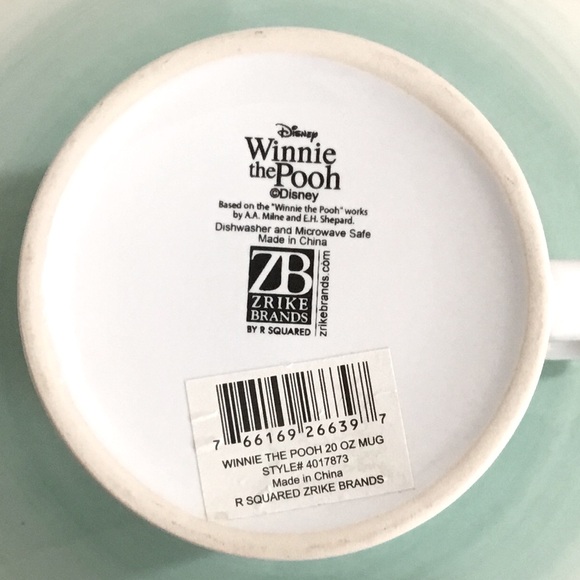 Disney
Winnie
the Pooh
©Disney
Based on the "Winnie the Pooh" works
by A.A. Milne and E.H. Shepard.
Dishwasher and Microwave Safe
Made in China
ZB
ZRIKE
BRANDS
BY R SQUARED
zrikebrands.com
7 66169 26639 7
WINNIE THE POOH 20 OZ MUG
STYLE# 4017873
Made in China
R SQUARED ZRIKE BRANDS